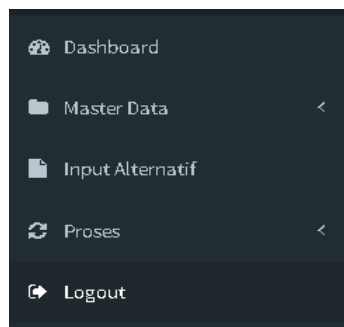 Dashboard
Master Data
Input Alternatif
Proses
Logout